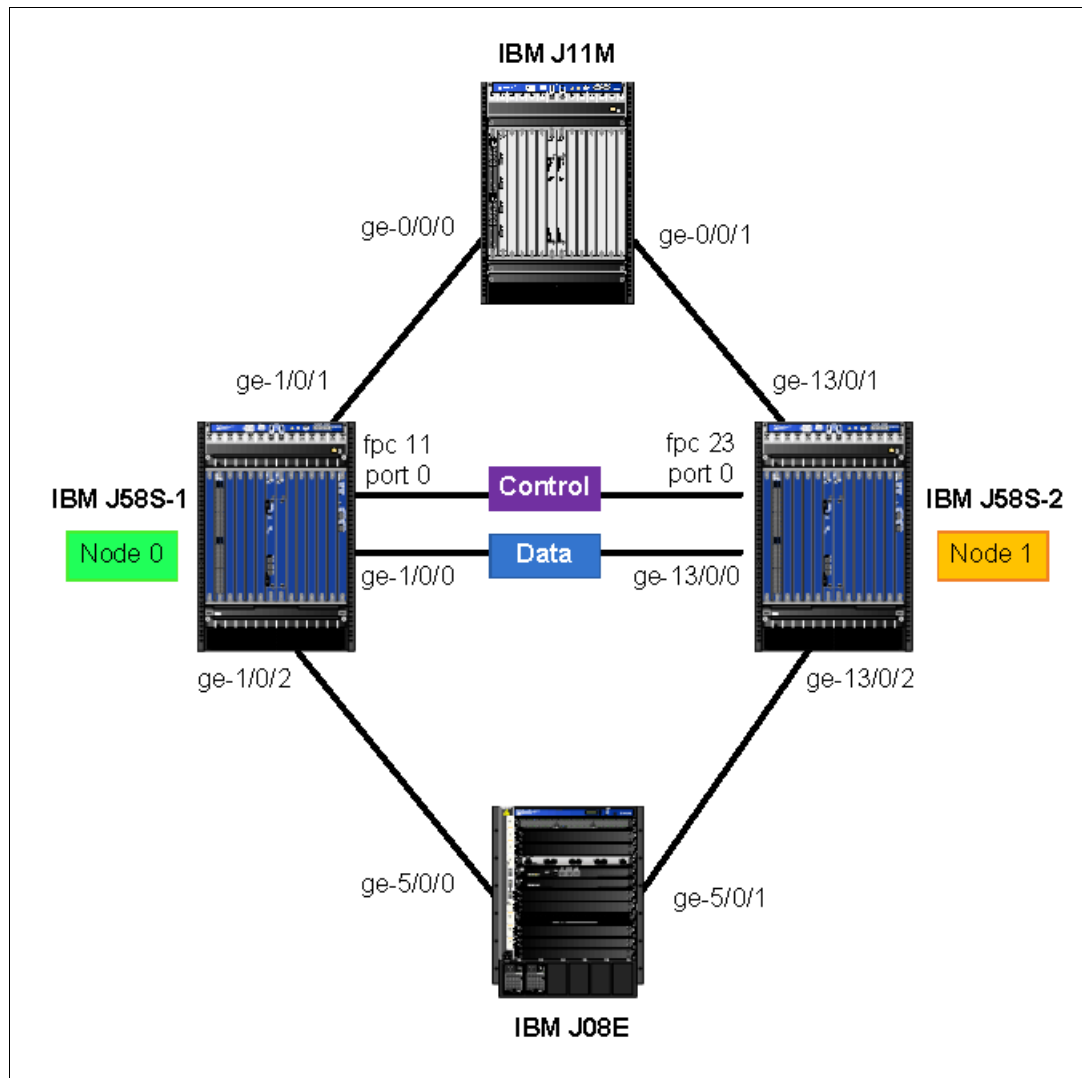 IBM J11M
ge-0/0/0
ge-0/0/1
ge-1/0/1
ge-13/0/1
fpc 11
port 0
Control
fpc 23
port 0
IBM J58S-1
IBM J58S-2
Node 0
Data
Node 1
ge-1/0/0
ge-13/0/0
ge-1/0/2
ge-13/0/2
ge-5/0/0
ge-5/0/1
IBM J08E